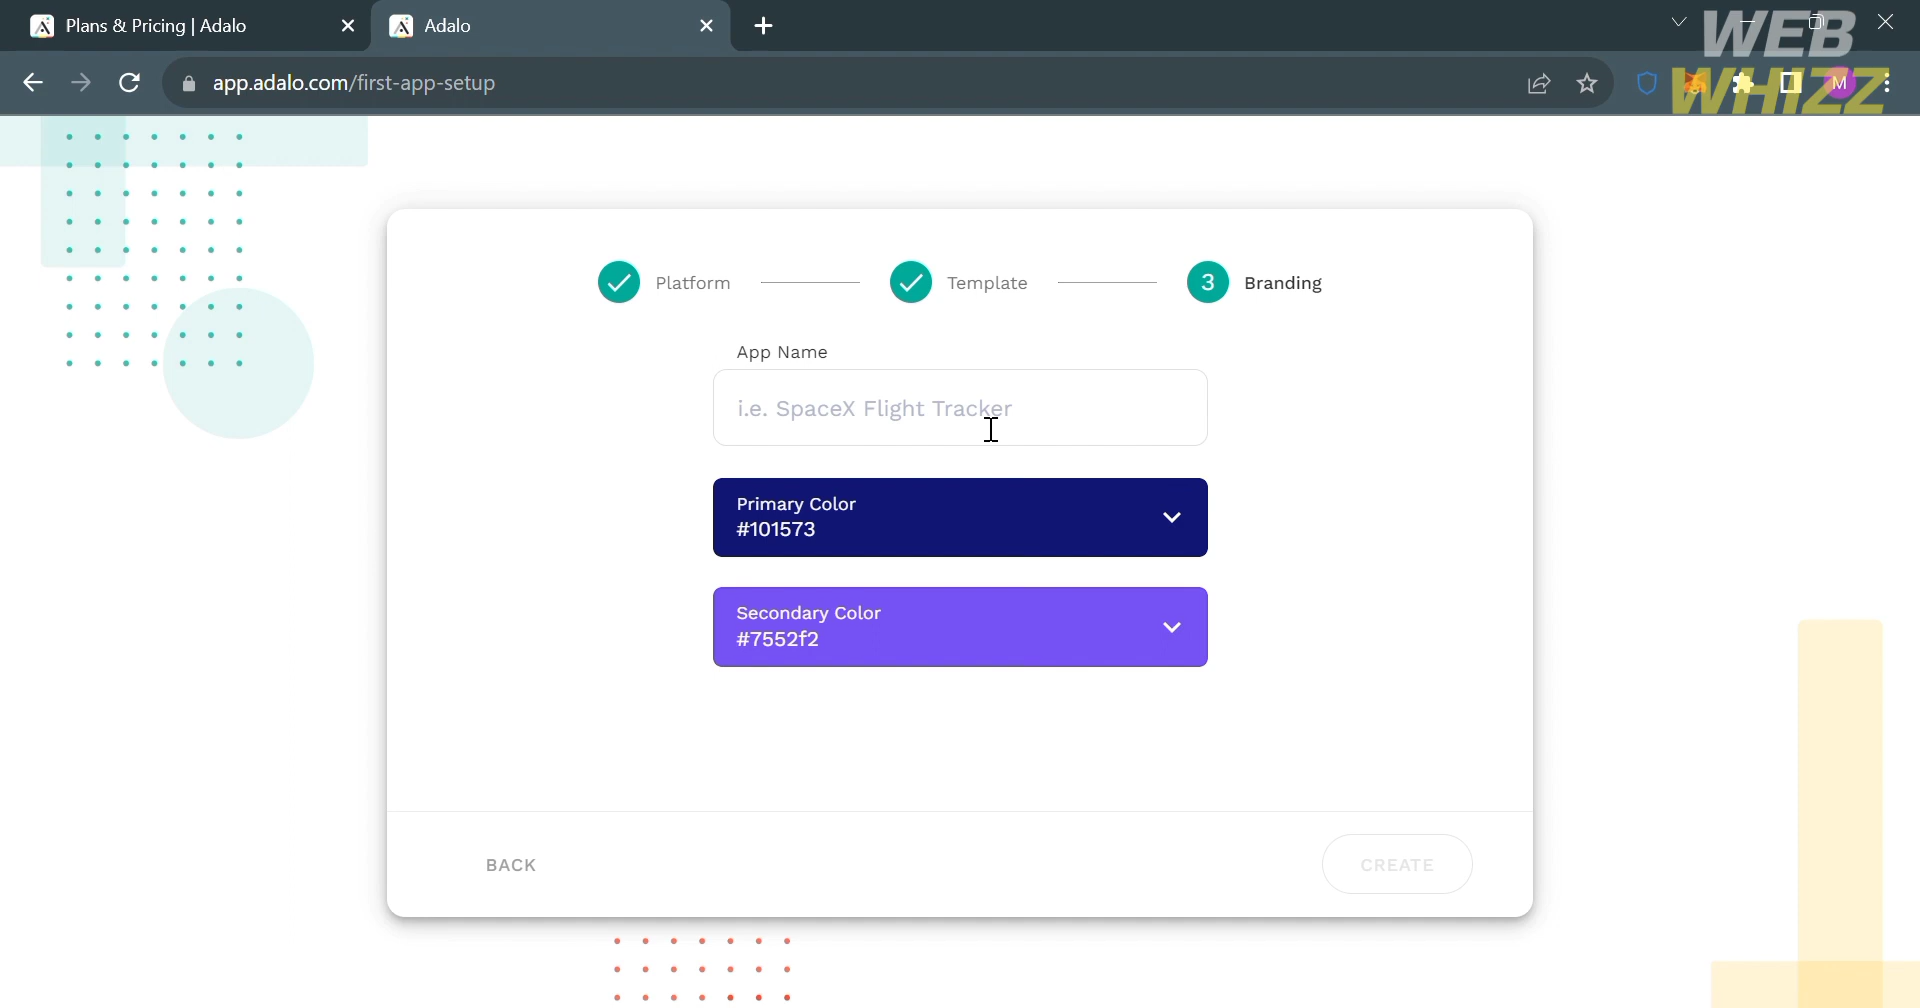 Plans & Pricing | Adalo
Adalo
WEB
app.adalo.com/first-app-setup
M
WHIZZ
Platform
Template
3
Branding
App Name
i.e. SpaceX Flight Tracker
Primary Color
#101573
Secondary Color
#7552f2
BACK
CREATE